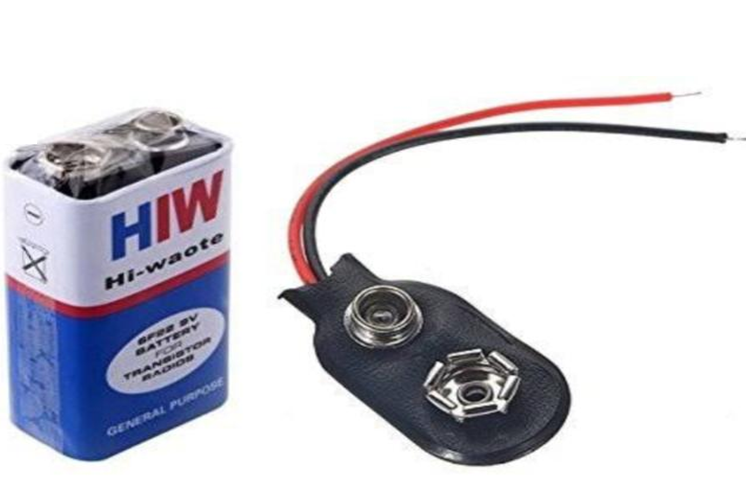 HIW
Hi-waote
6F22 9V
BATTERY
FOR
TRANSISTOR
RADIOS
GENERAL PURPOSE